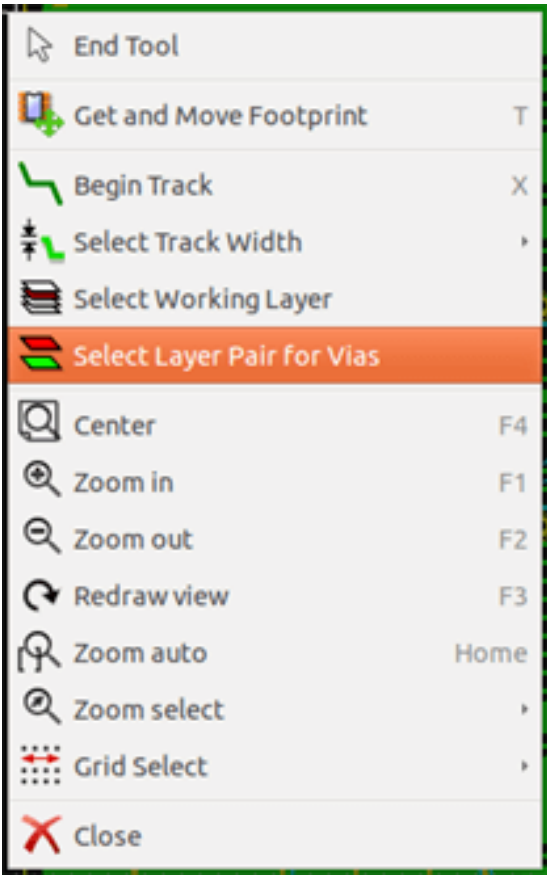 End Tool
Get and Move Footprint T
Begin Track X
Select Track Width
Select Working Layer
Select Layer Pair for Vias
Center F4
Zoom in F1
Zoom out F2
Redraw view F3
Zoom auto Home
Zoom select
Grid Select
Close